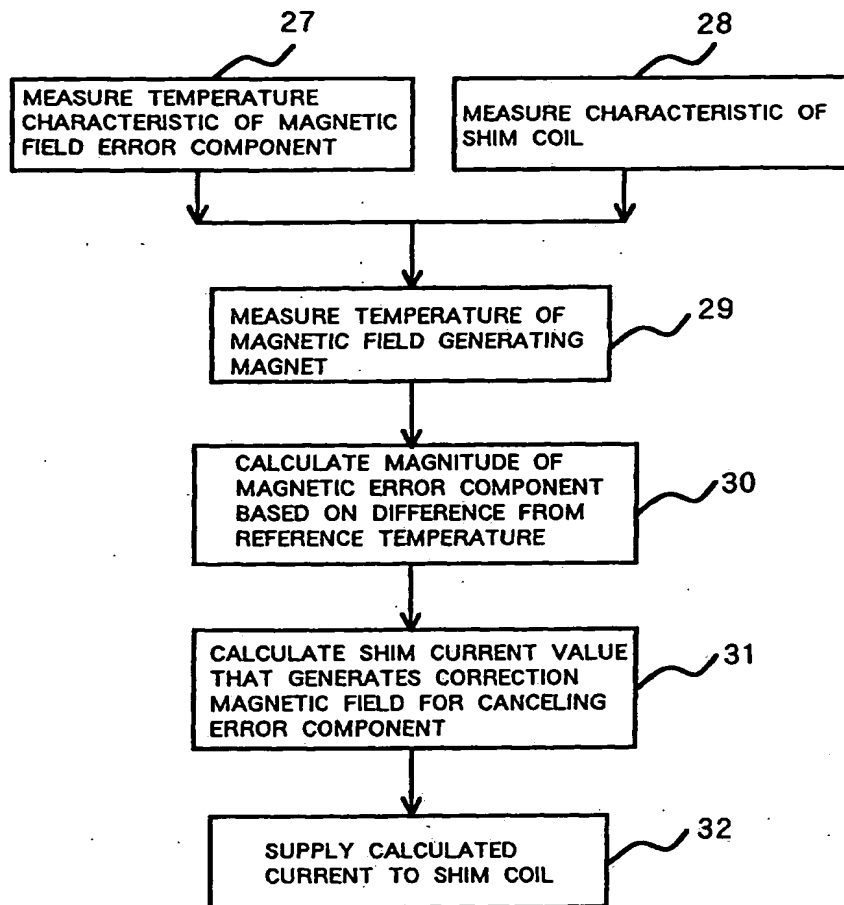 27
28
MEASURE TEMPERATURE
CHARACTERISTIC OF MAGNETIC
FIELD ERROR COMPONENT
MEASURE CHARACTERISTIC OF
SHIM COIL
29
MEASURE TEMPERATURE OF
MAGNETIC FIELD GENERATING
MAGNET
30
CALCULATE MAGNITUDE OF
MAGNETIC ERROR COMPONENT
BASED ON DIFFERENCE FROM
REFERENCE TEMPERATURE
31
CALCULATE SHIM CURRENT VALUE
THAT GENERATES CORRECTION
MAGNETIC FIELD FOR CANCELING
ERROR COMPONENT
32
SUPPLY CALCULATED
CURRENT TO SHIM COIL